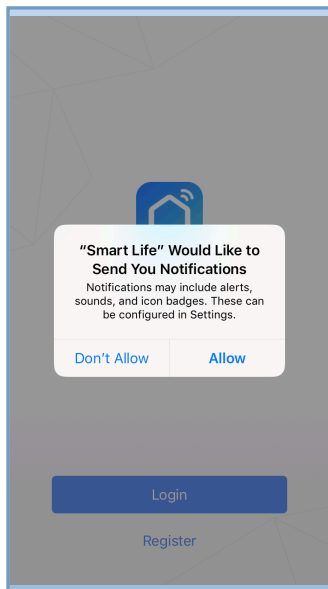 “Smart Life” Would Like to
Send You Notifications
Notifications may include alerts,
sounds, and icon badges. These can
be configured in Settings.
Don’t Allow
Allow
Login
Register